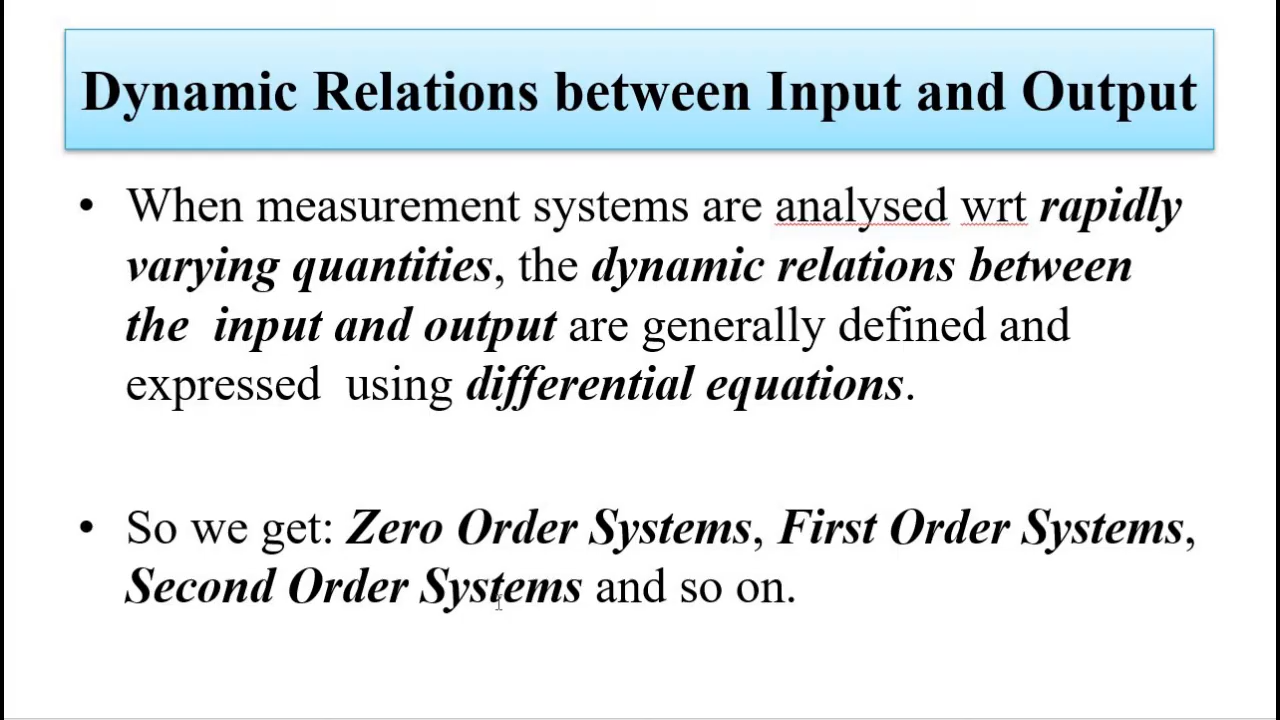 Dynamic Relations between Input and Output
• When measurement systems are analysed wrt rapidly
varying quantities, the dynamic relations between
the input and output are generally defined and
expressed using differential equations.
• So we get: Zero Order Systems, First Order Systems,
Second Order Systems and so on.